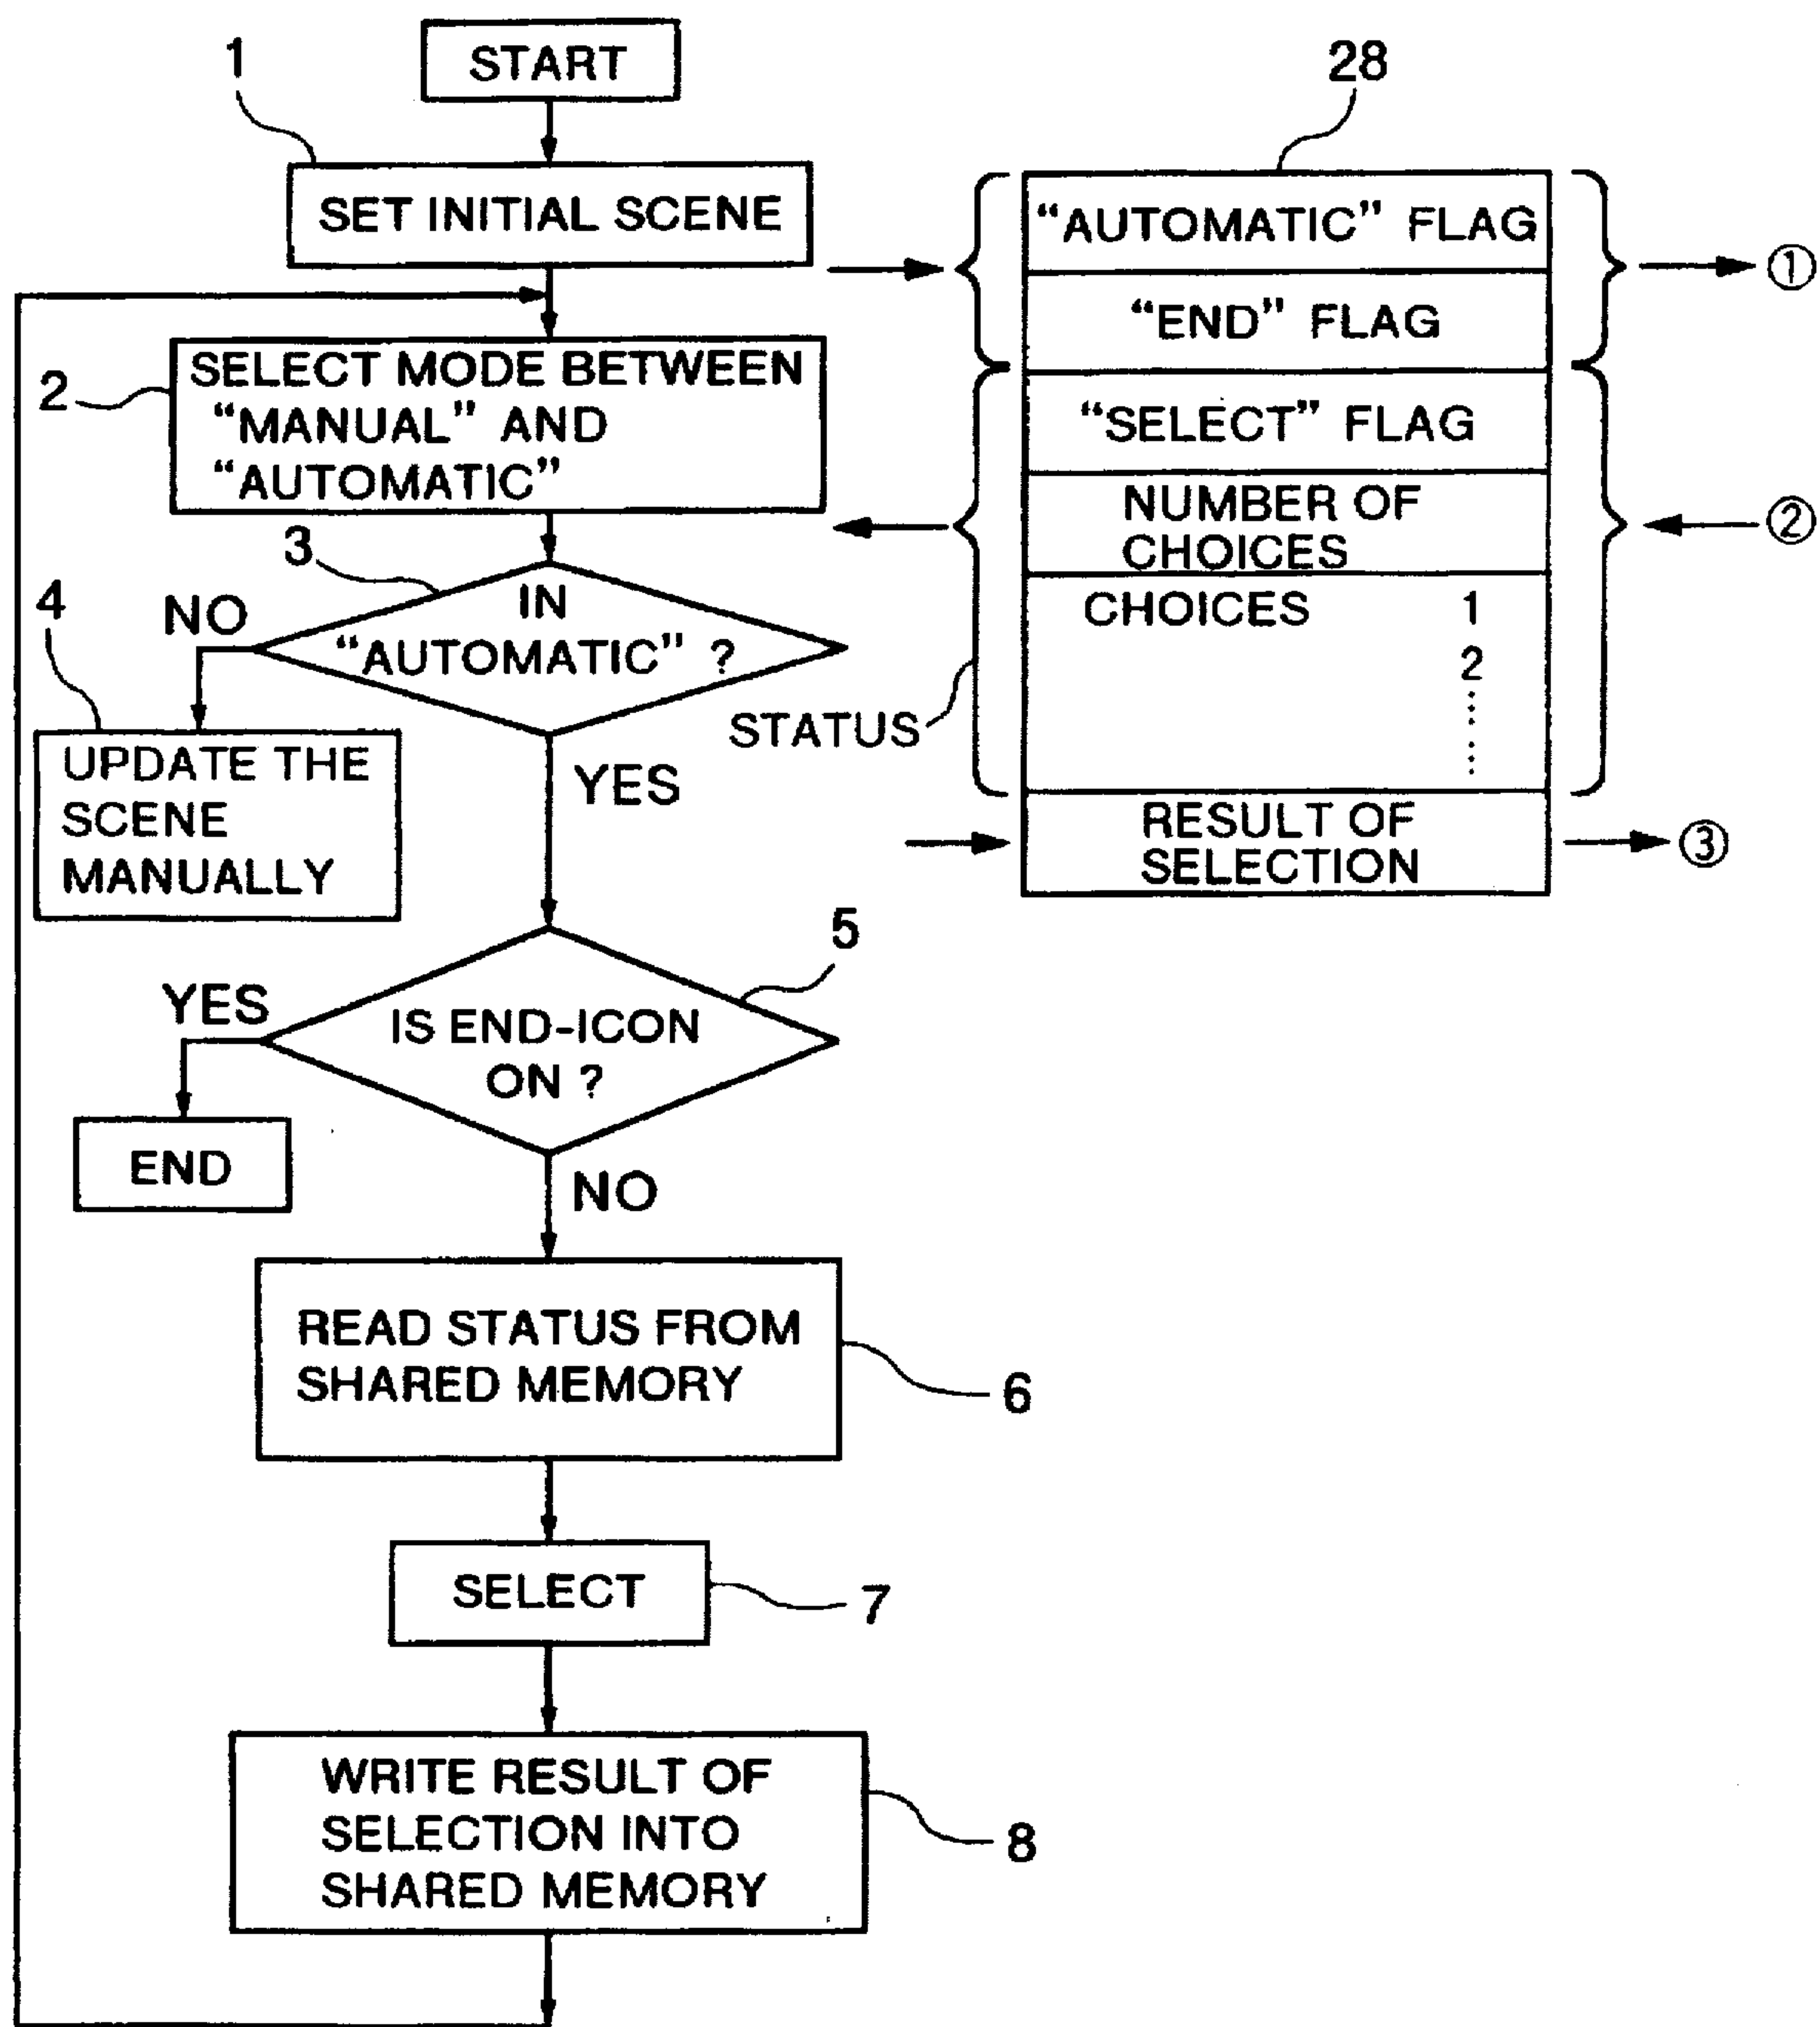 START
1
SET INITIAL SCENE
2
SELECT MODE BETWEEN
“MANUAL” AND
“AUTOMATIC”
3
IN
“AUTOMATIC” ?
NO
4
UPDATE THE
SCENE
MANUALLY
YES
5
IS END-ICON
ON ?
YES
END
NO
READ STATUS FROM
SHARED MEMORY
6
SELECT
7
WRITE RESULT OF
SELECTION INTO
SHARED MEMORY
8
28
“AUTOMATIC” FLAG
“END” FLAG
①
“SELECT” FLAG
NUMBER OF
CHOICES
②
CHOICES 1
2
STATUS
RESULT OF
SELECTION
③